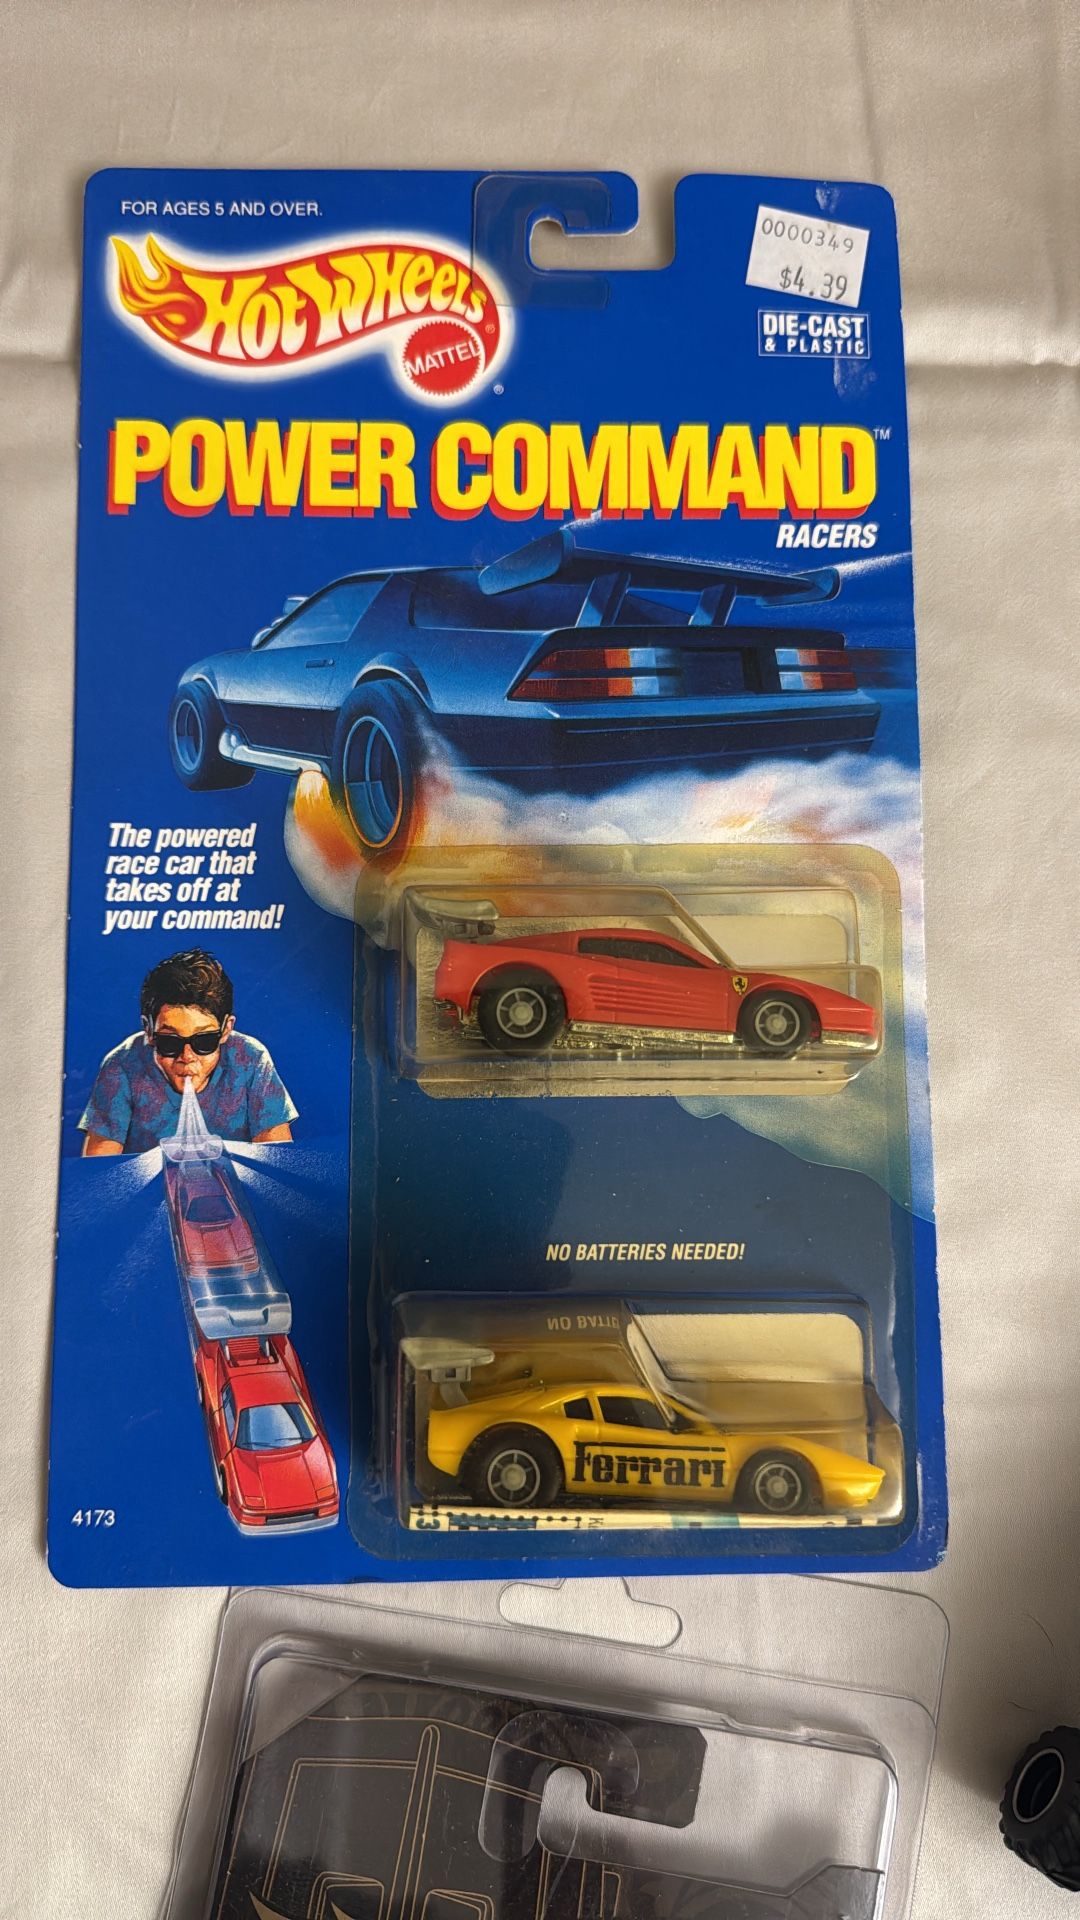 FOR AGES 5 AND OVER.
0000349
$4.39
HOT WHEELS®
MATTEL
®
DIE-CAST
& PLASTIC
POWER COMMAND™
RACERS
The powered
race car that
takes off at
your command!
NO BATTERIES NEEDED!
Ferrari
4173